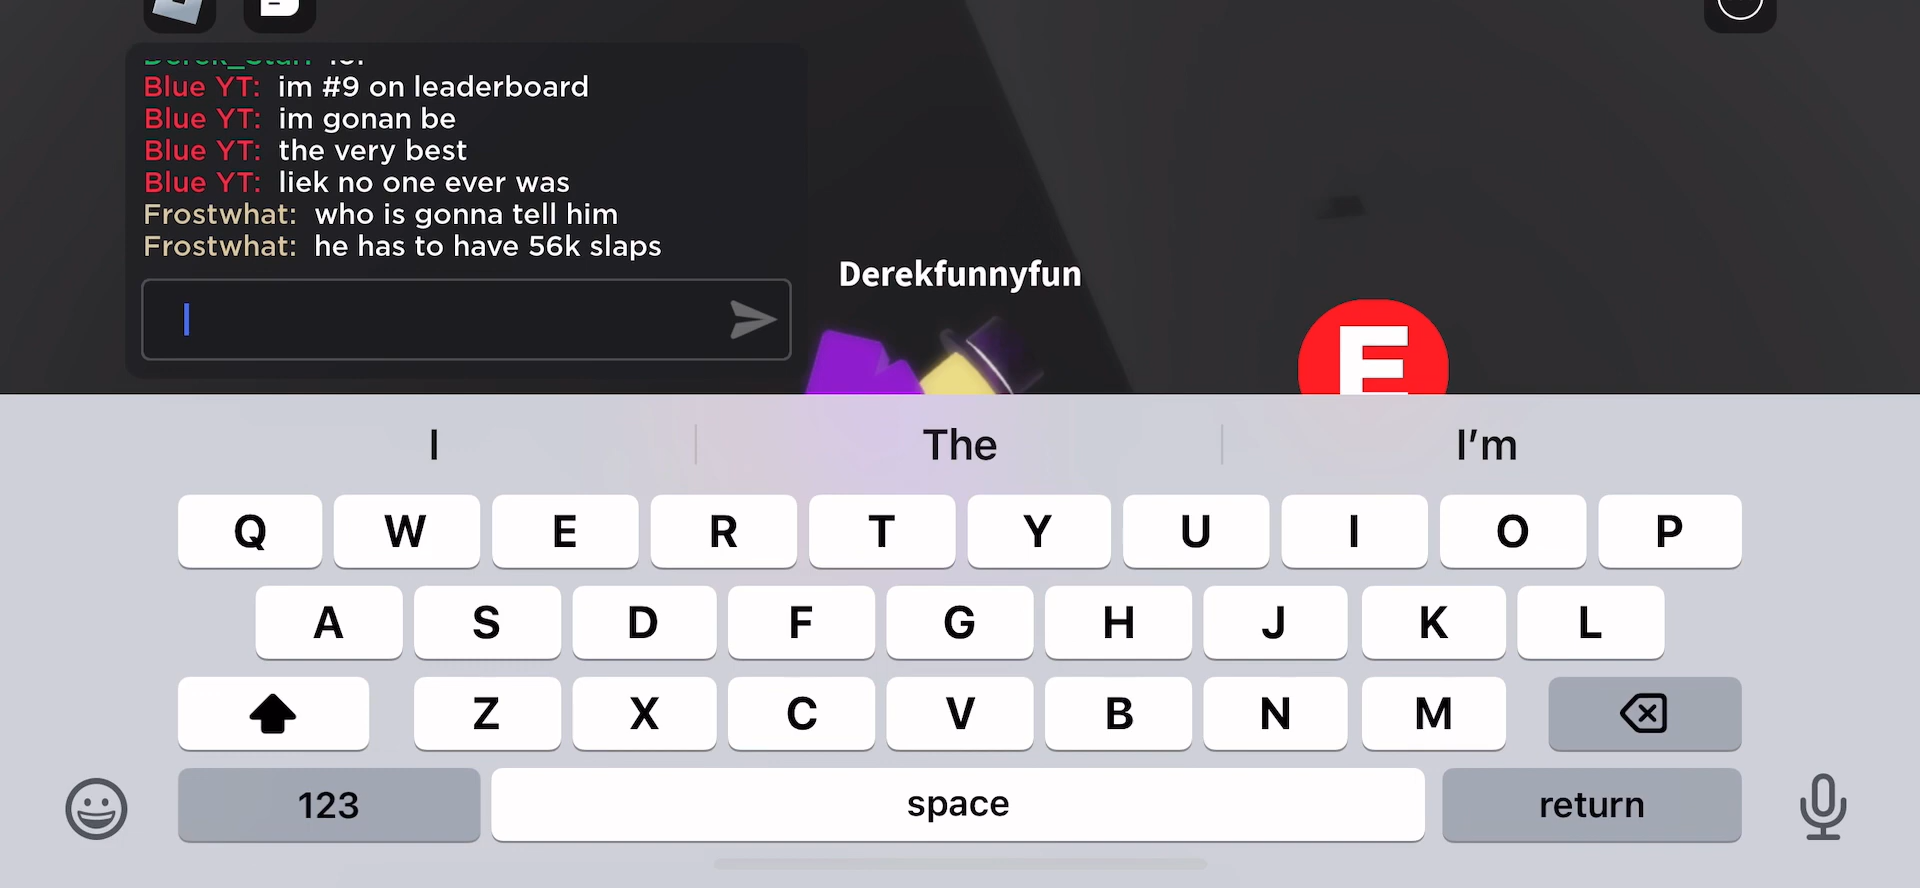 Blue YT: im #9 on leaderboard
Blue YT: im gonan be
Blue YT: the very best
Blue YT: liek no one ever was
Frostwhat: who is gonna tell him
Frostwhat: he has to have 56k slaps
Derekfunnyfun
E
I The I'm
Q W E R T Y U I O P
A S D F G H J K L
Z X C V B N M
123 space return